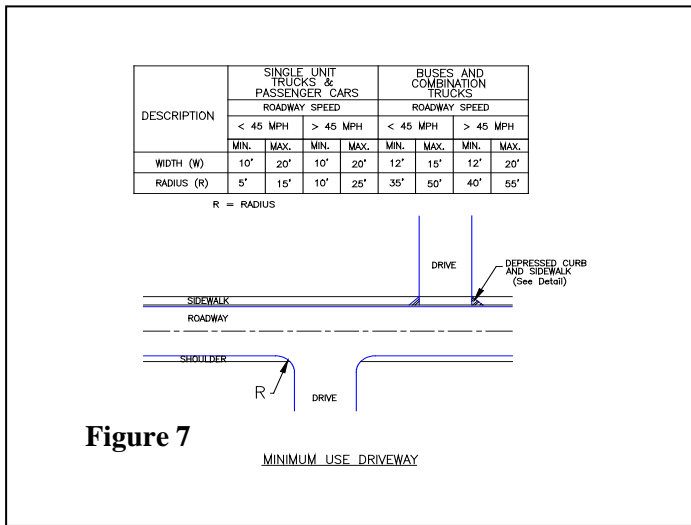 DESCRIPTION
SINGLE UNIT
TRUCKS &
PASSENGER CARS
BUSES AND
COMBINATION
TRUCKS
ROADWAY SPEED ROADWAY SPEED
< 45 MPH > 45 MPH < 45 MPH > 45 MPH
MIN. MAX. MIN. MAX. MIN. MAX. MIN. MAX.
WIDTH (W) 10' 20' 10' 20' 12' 15' 12' 20'
RADIUS (R) 5' 15' 10' 25' 35' 50' 40' 55'
R = RADIUS
DRIVE
DEPRESSED CURB
AND SIDEWALK
(See Detail)
SIDEWALK
ROADWAY
SHOULDER
R
DRIVE
Figure 7
MINIMUM USE DRIVEWAY